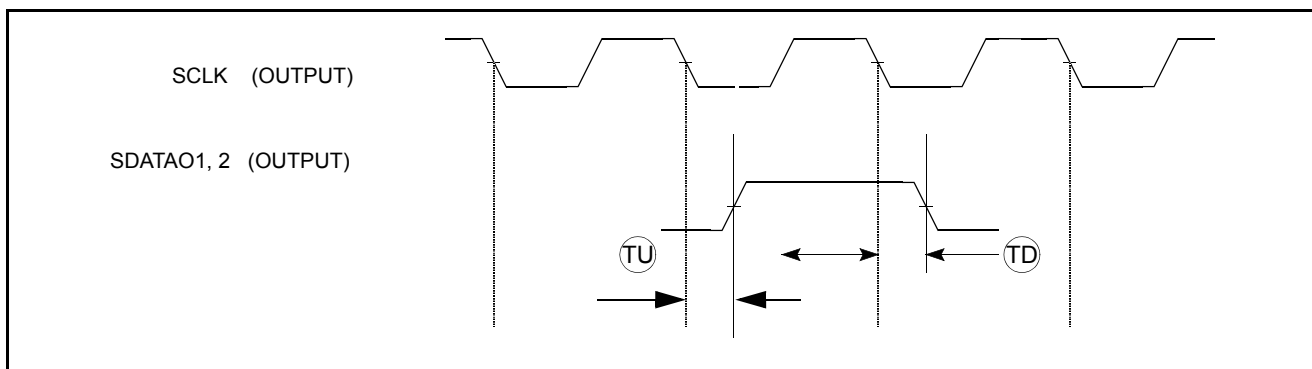 SCLK (OUTPUT)
SDATAO1, 2 (OUTPUT)
TU
TD